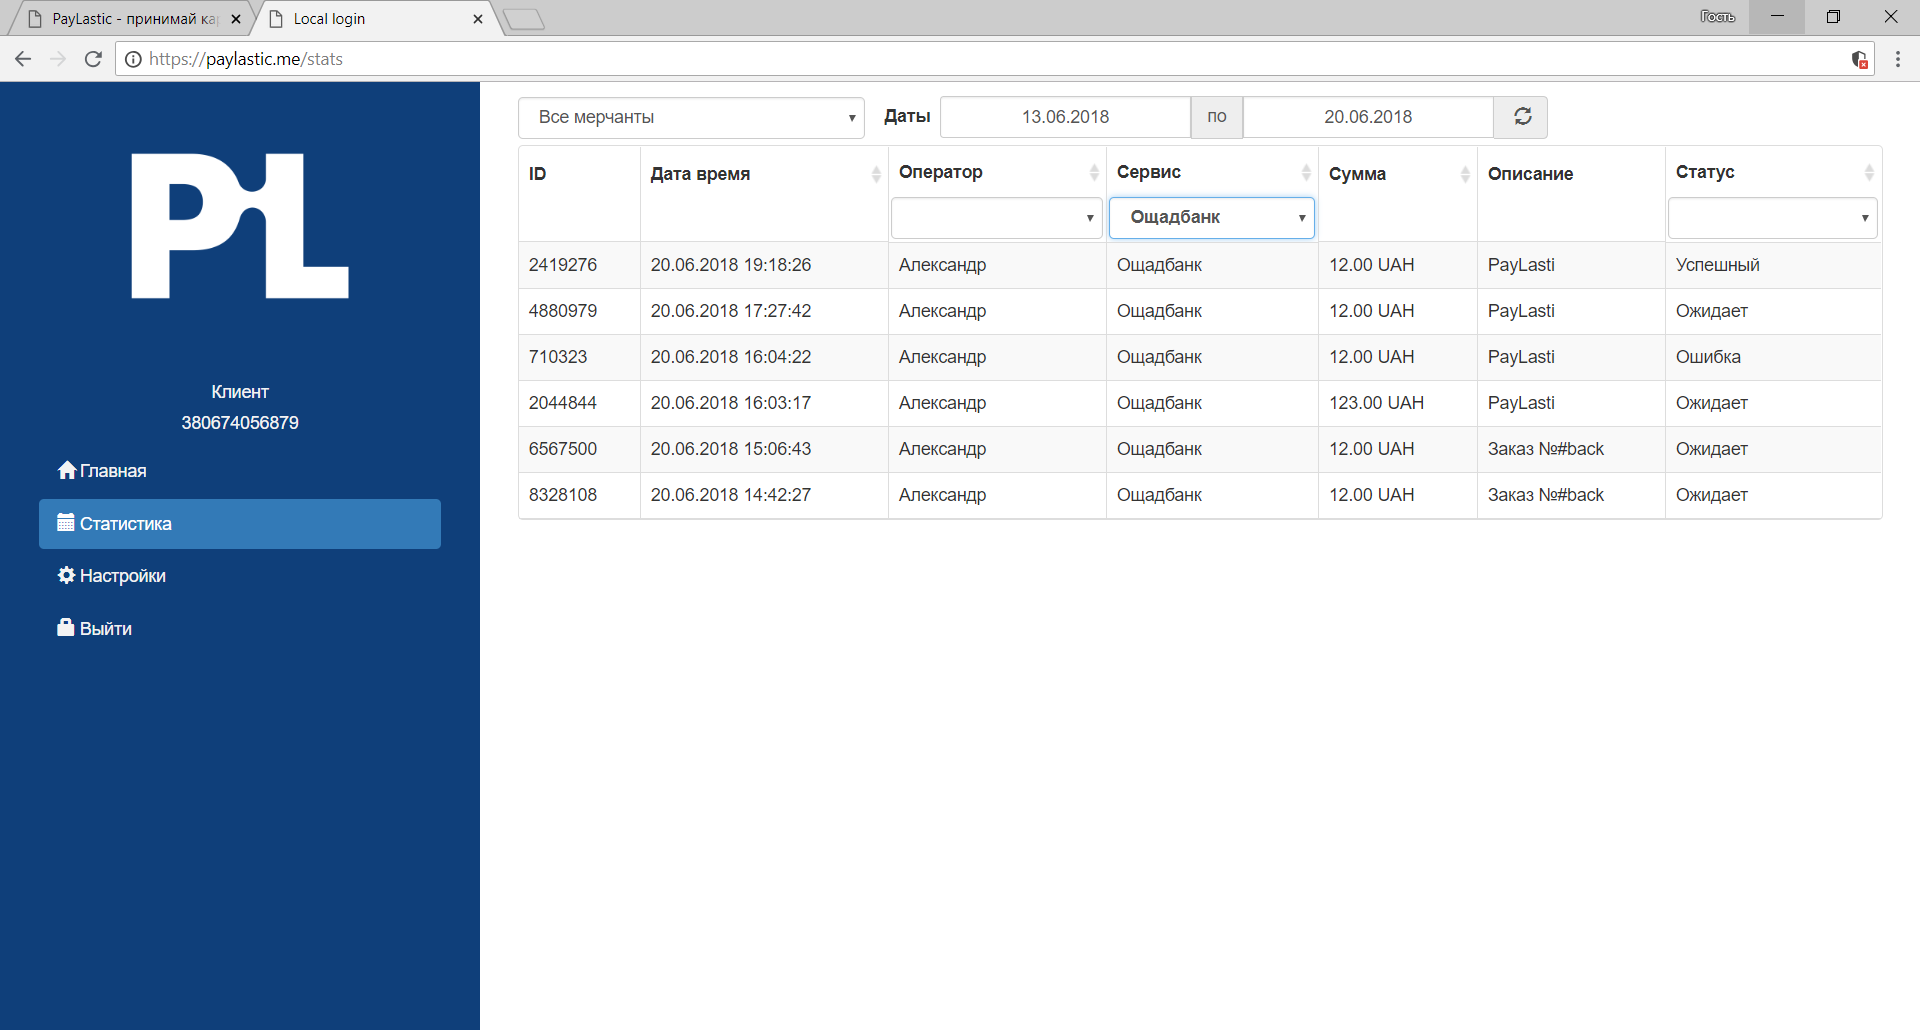 PayLastic - принимай ка
Local login
Гость
https://paylastic.me/stats
PL
Клиент
380674056879
Главная
Статистика
Настройки
Выйти
Все мерчанты
Даты
13.06.2018
по
20.06.2018
ID Дата время Оператор Сервис Сумма Описание Статус
Ощадбанк
2419276 20.06.2018 19:18:26 Александр Ощадбанк 12.00 UAH PayLasti Успешный
4880979 20.06.2018 17:27:42 Александр Ощадбанк 12.00 UAH PayLasti Ожидает
710323 20.06.2018 16:04:22 Александр Ощадбанк 12.00 UAH PayLasti Ошибка
2044844 20.06.2018 16:03:17 Александр Ощадбанк 123.00 UAH PayLasti Ожидает
6567500 20.06.2018 15:06:43 Александр Ощадбанк 12.00 UAH Заказ №#back Ожидает
8328108 20.06.2018 14:42:27 Александр Ощадбанк 12.00 UAH Заказ №#back Ожидает